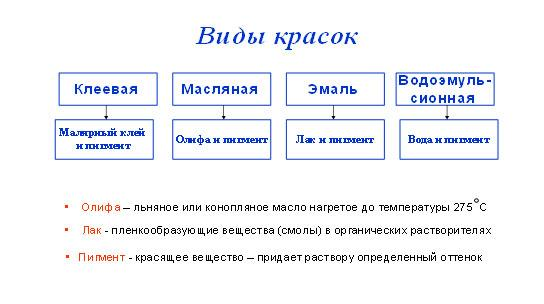 Виды красок
Клеевая
Масляная
Эмаль
Водоэмуль-
сионная
Малярный клей
и пигмент
Олифа и пигмент
Лак и пигмент
Вода и пигмент
• Олифа – льняное или конопляное масло нагретое до температуры 275°С
• Лак - пленкообразующие вещества (смолы) в органических растворителях
• Пигмент - красящее вещество – придает раствору определенный оттенок